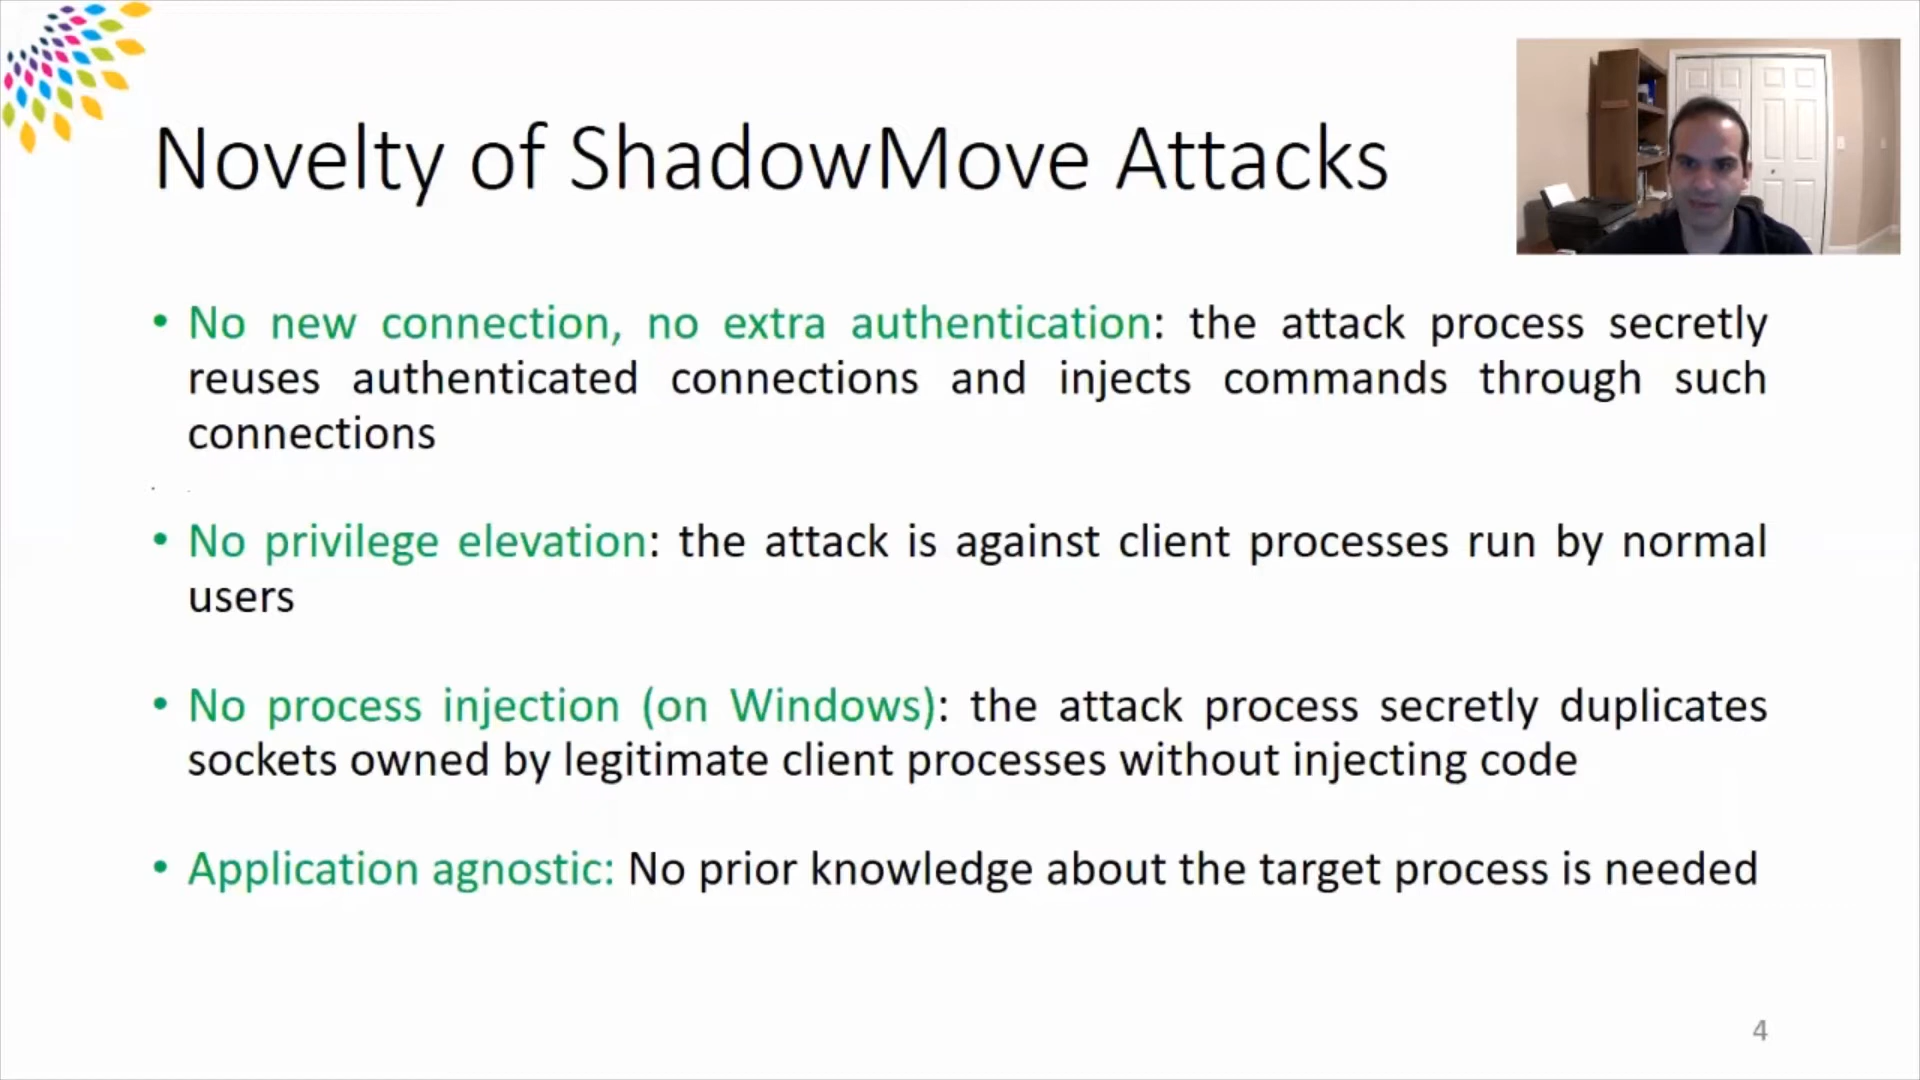 Novelty of ShadowMove Attacks
• No new connection, no extra authentication: the attack process secretly
reuses authenticated connections and injects commands through such
connections
• No privilege elevation: the attack is against client processes run by normal
users
• No process injection (on Windows): the attack process secretly duplicates
sockets owned by legitimate client processes without injecting code
• Application agnostic: No prior knowledge about the target process is needed
4